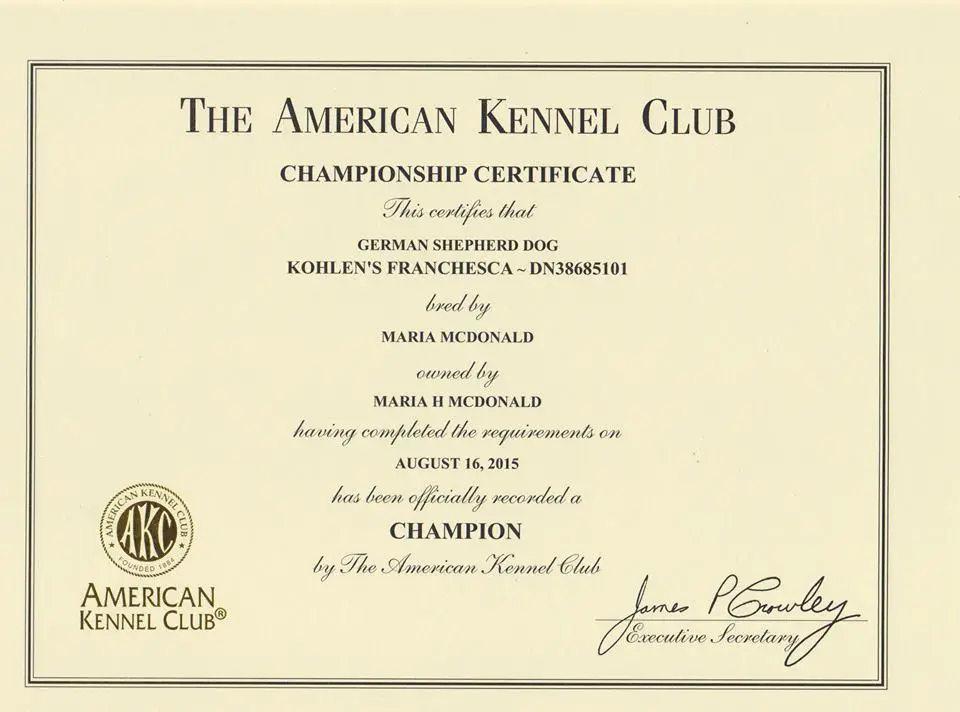 THE AMERICAN KENNEL CLUB
CHAMPIONSHIP CERTIFICATE
This certifies that
GERMAN SHEPHERD DOG
KOHLEN'S FRANCHESCA ~ DN38685101
bred by
MARIA MCDONALD
owned by
MARIA H MCDONALD
having completed the requirements on
AUGUST 16, 2015
has been officially recorded a
CHAMPION
by The American Kennel Club
AMERICAN KENNEL CLUB
AKC
FOUNDED 1884
AMERICAN
KENNEL CLUB®
James P Crowley
Executive Secretary